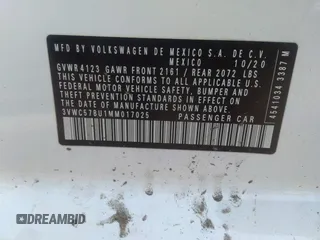 MFD BY VOLKSWAGEN DE MEXICO S.A. DE C.V.
MEXICO 10/20
GVWR 4123 GAWR FRONT 2161 / REAR 2072 LBS
THIS VEHICLE CONFORMS TO ALL APPLICABLE U.S.
FEDERAL MOTOR VEHICLE SAFETY, BUMPER, AND
THEFT PREVENTION STANDARDS IN EFFECT ON
THE DATE OF MANUFACTURE SHOWN ABOVE.
3VWC57BU1MM017025
PASSENGER CAR
4541034 3387 M
DREAMBID